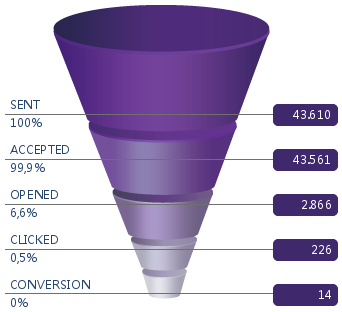 SENT
43.610
100%
ACCEPTED
43.561
99,9%
OPENED
2.866
6,6%
CLICKED
226
0,5%
CONVERSION
14
0%